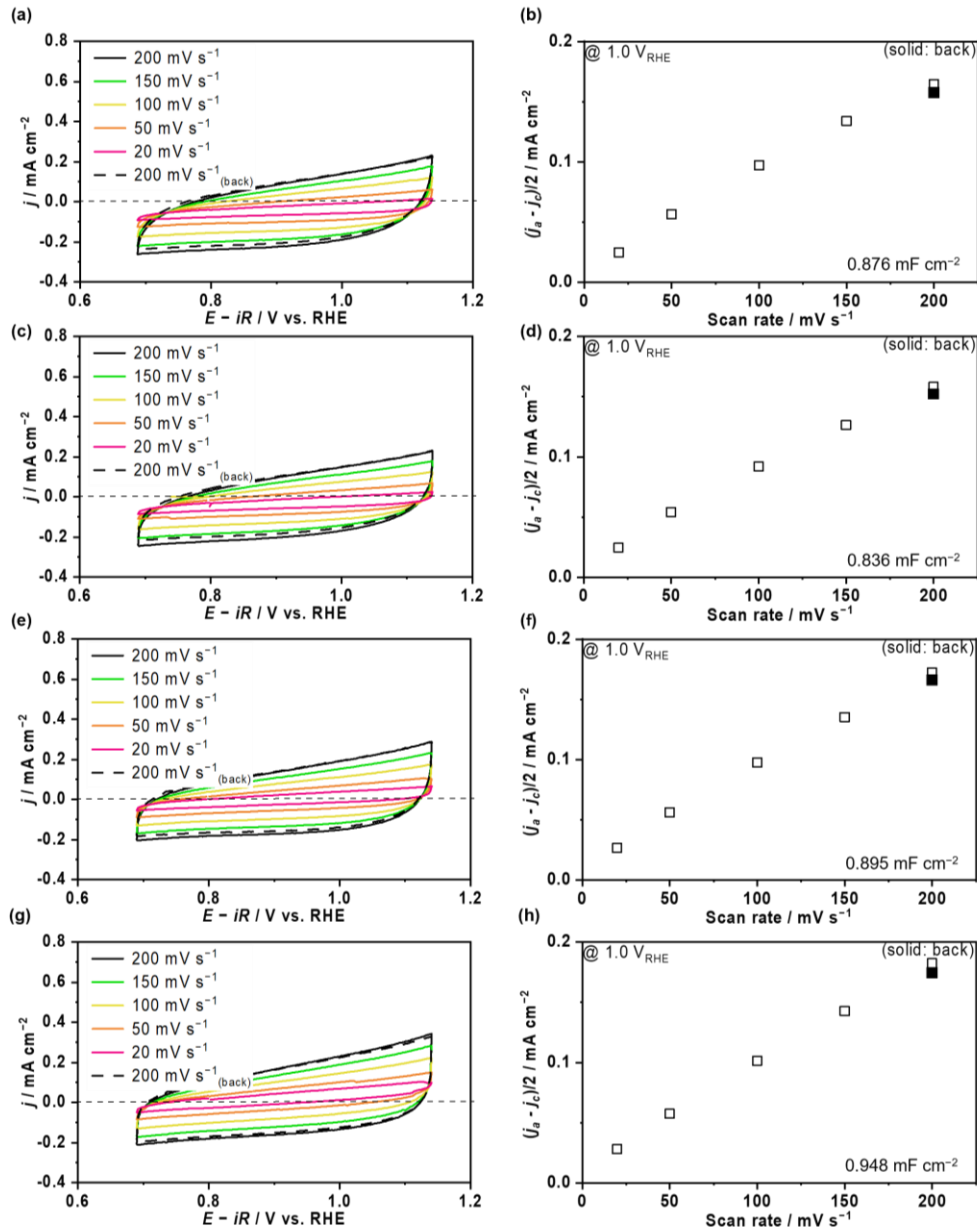 (a)
0.8
0.6
0.4
0.2
0.0
-0.2
-0.4
j / mA cm−2
200 mV s−1
150 mV s−1
100 mV s−1
50 mV s−1
20 mV s−1
200 mV s−1 (back)
0.6 0.8 1.0 1.2
E − iR / V vs. RHE
(b)
@ 1.0 VRHE
(solid: back)
0.2
0.1
0.0
(ja - jc)/2 / mA cm−2
0.876 mF cm−2
0 50 100 150 200
Scan rate / mV s−1
(c)
0.8
0.6
0.4
0.2
0.0
-0.2
-0.4
j / mA cm−2
200 mV s−1
150 mV s−1
100 mV s−1
50 mV s−1
20 mV s−1
200 mV s−1 (back)
0.6 0.8 1.0 1.2
E − iR / V vs. RHE
(d)
@ 1.0 VRHE
(solid: back)
0.2
0.1
0.0
(ja - jc)/2 / mA cm−2
0.836 mF cm−2
0 50 100 150 200
Scan rate / mV s−1
(e)
0.8
0.6
0.4
0.2
0.0
-0.2
-0.4
j / mA cm−2
200 mV s−1
150 mV s−1
100 mV s−1
50 mV s−1
20 mV s−1
200 mV s−1 (back)
0.6 0.8 1.0 1.2
E − iR / V vs. RHE
(f)
@ 1.0 VRHE
(solid: back)
0.2
0.1
0.0
(ja - jc)/2 / mA cm−2
0.895 mF cm−2
0 50 100 150 200
Scan rate / mV s−1
(g)
0.8
0.6
0.4
0.2
0.0
-0.2
-0.4
j / mA cm−2
200 mV s−1
150 mV s−1
100 mV s−1
50 mV s−1
20 mV s−1
200 mV s−1 (back)
0.6 0.8 1.0 1.2
E − iR / V vs. RHE
(h)
@ 1.0 VRHE
(solid: back)
0.2
0.1
0.0
(ja - jc)/2 / mA cm−2
0.948 mF cm−2
0 50 100 150 200
Scan rate / mV s−1